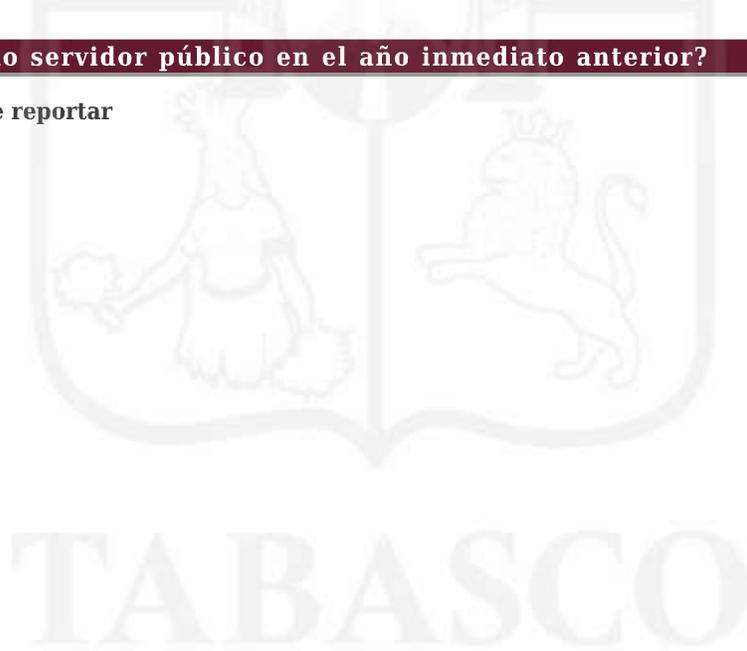 o servidor público en el año inmediato anterior?
e reportar
TABASCO